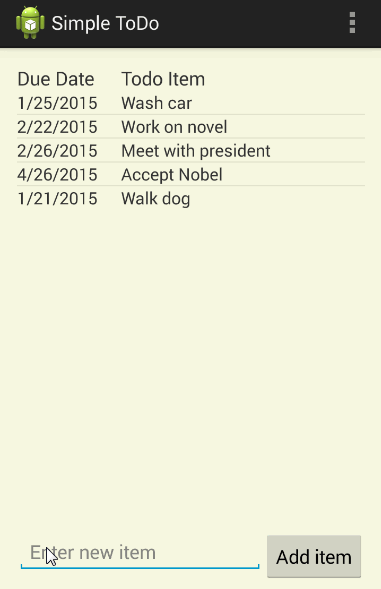 Simple ToDo
Due Date Todo Item
1/25/2015 Wash car
2/22/2015 Work on novel
2/26/2015 Meet with president
4/26/2015 Accept Nobel
1/21/2015 Walk dog
Enter new item Add item